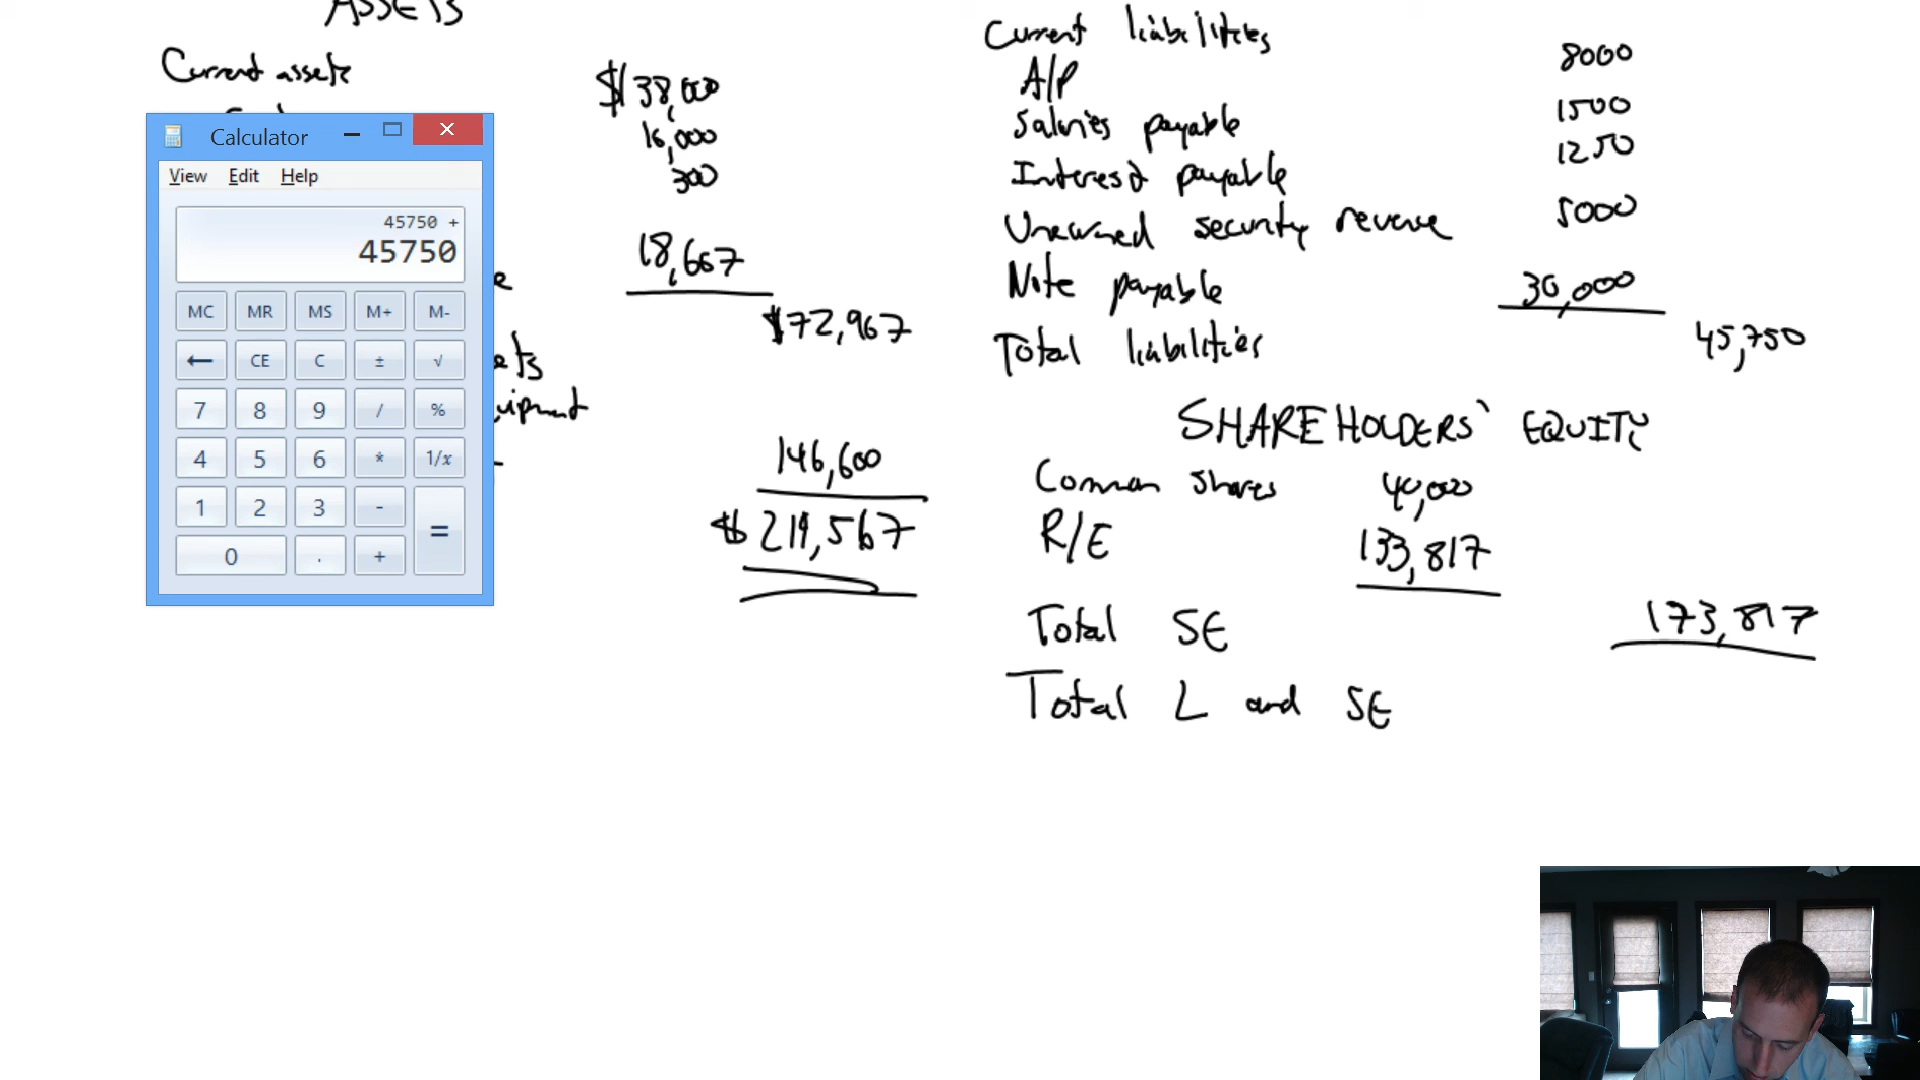 ASSETS
Current assets
$138,000
16,000
300
18,667
$72,967
146,600
$219,567
Calculator
View Edit Help
45750 +
45750
MC MR MS M+ M-
← CE C ± √
7 8 9 / %
4 5 6 * 1/x
1 2 3 - =
0 . +
e
ets
uipment
Current liabilities
A/P 8000
Salaries payable 1500
Interest payable 1250
Unearned security revenue 5000
Note payable 30,000
Total liabilities 45,750
SHAREHOLDERS' EQUITY
Common shares 40,000
R/E 133,817
Total SE 173,817
Total L and SE